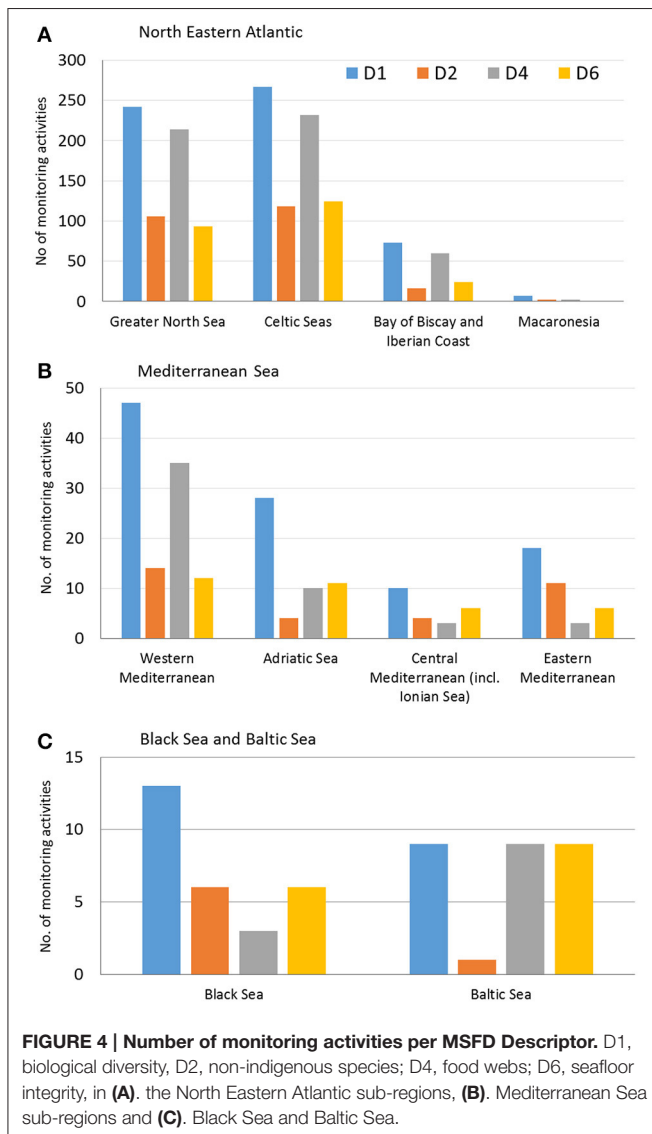 A North Eastern Atlantic
D1 D2 D4 D6
No of monitoring activities
300
250
200
150
100
50
0
Greater North Sea Celtic Seas Bay of Biscay and Macaronesia
Iberian Coast
B Mediterranean Sea
No. of monitoring activities
50
40
30
20
10
0
Western Adriatic Sea Central Eastern
Mediterranean Mediterranean (incl. Mediterranean
Ionian Sea)
C Black Sea and Baltic Sea
No. of monitoring activities
15
10
5
0
Black Sea Baltic Sea
FIGURE 4 | Number of monitoring activities per MSFD Descriptor. D1,
biological diversity, D2, non-indigenous species; D4, food webs; D6, seafloor
integrity, in (A). the North Eastern Atlantic sub-regions, (B). Mediterranean Sea
sub-regions and (C). Black Sea and Baltic Sea.